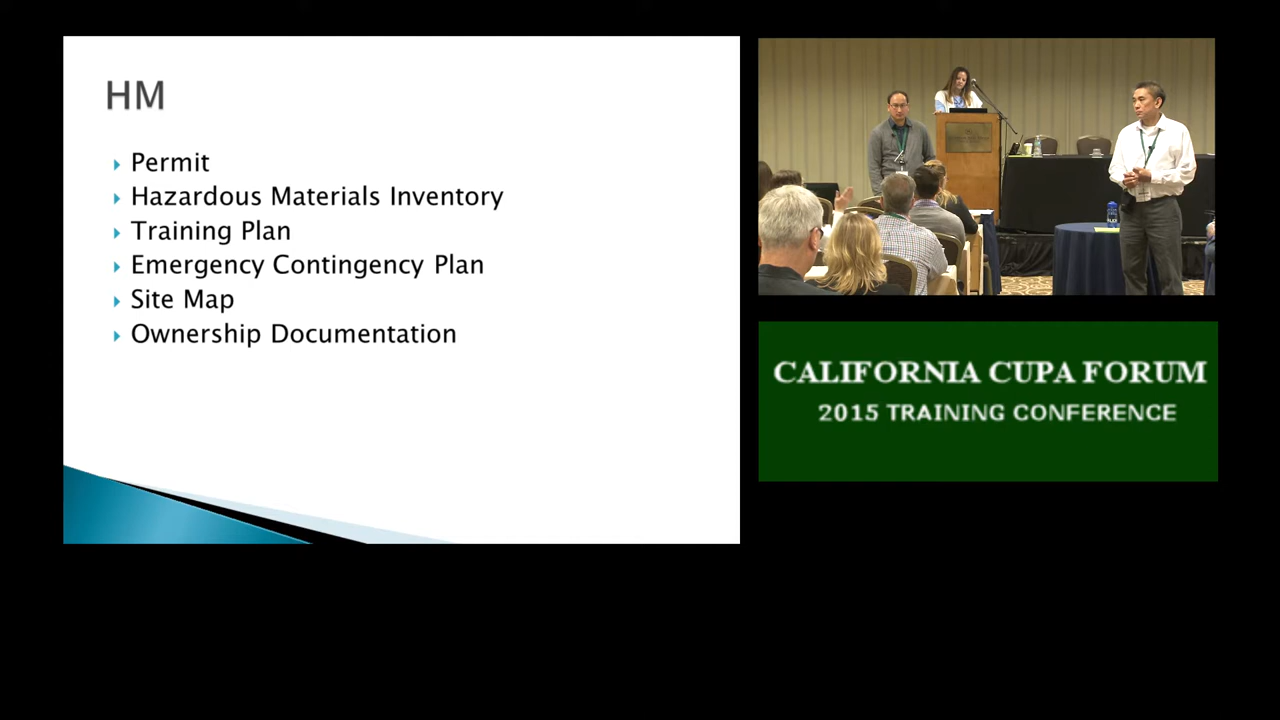 HM
Permit
Hazardous Materials Inventory
Training Plan
Emergency Contingency Plan
Site Map
Ownership Documentation
CALIFORNIA CUPA FORUM
2015 TRAINING CONFERENCE